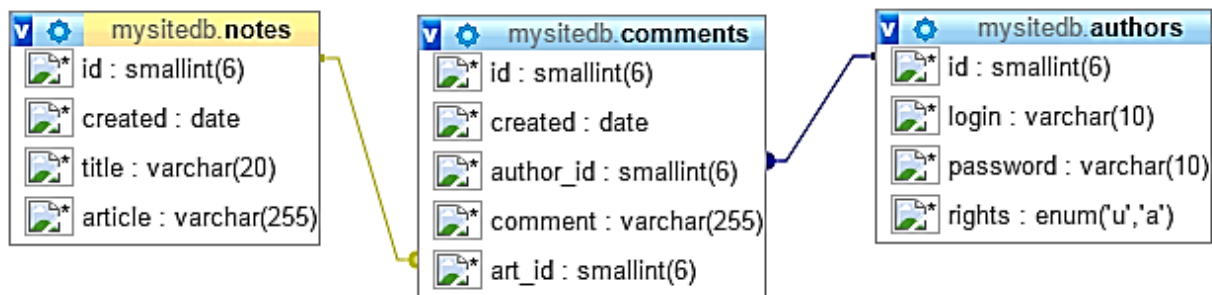 v mysitedb.notes
id : smallint(6)
created : date
title : varchar(20)
article : varchar(255)
v mysitedb.comments
id : smallint(6)
created : date
author_id : smallint(6)
comment : varchar(255)
art_id : smallint(6)
v mysitedb.authors
id : smallint(6)
login : varchar(10)
password : varchar(10)
rights : enum('u','a')